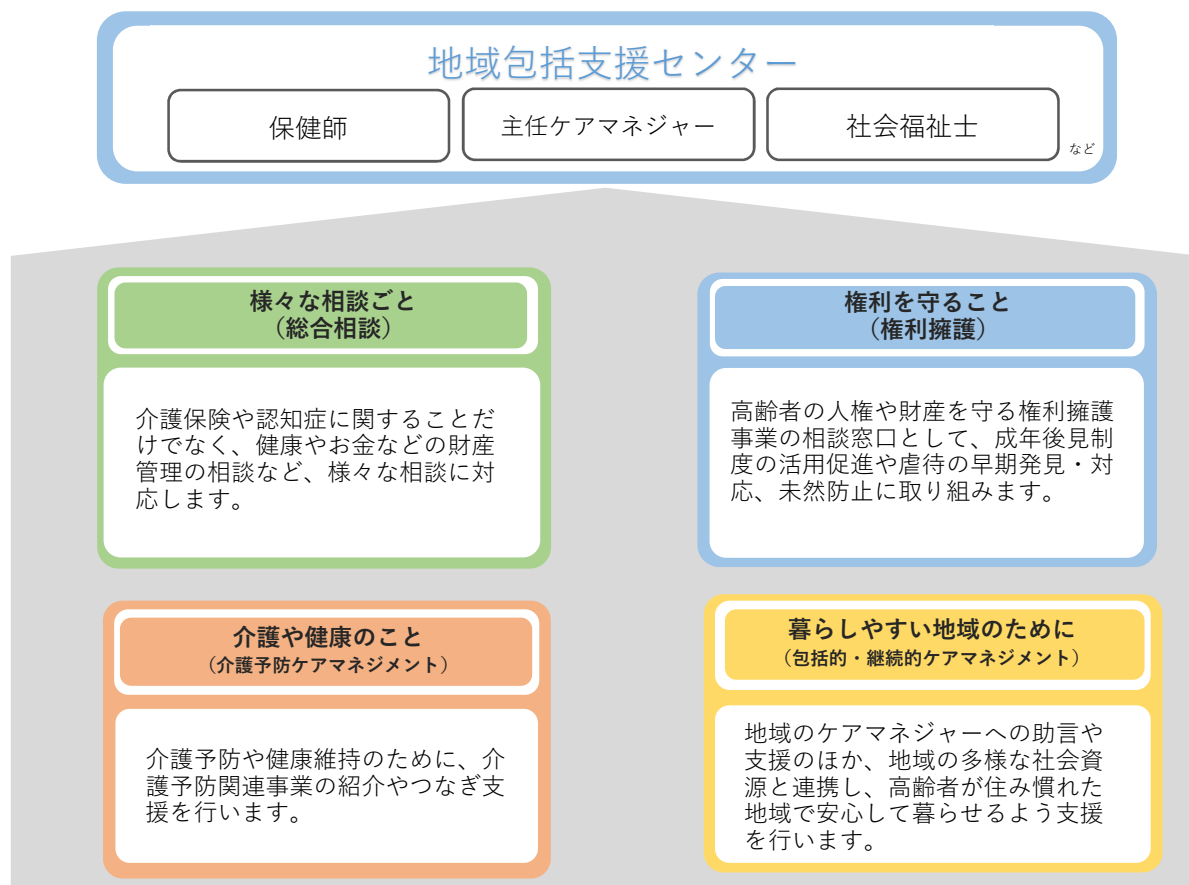 地域包括支援センター
保健師
主任ケアマネジャー
社会福祉士
など
様々な相談ごと
（総合相談）
介護保険や認知症に関することだ
けでなく、健康やお金などの財産
管理の相談など、様々な相談に対
応します。
権利を守ること
（権利擁護）
高齢者の人権や財産を守る権利擁護
事業の相談窓口として、成年後見制
度の活用促進や虐待の早期発見・対
応、未然防止に取り組みます。
介護や健康のこと
（介護予防ケアマネジメント）
介護予防や健康維持のために、介
護予防関連事業の紹介やつなぎ支
援を行います。
暮らしやすい地域のために
（包括的・継続的ケアマネジメント）
地域のケアマネジャーへの助言や
支援のほか、地域の多様な社会資
源と連携し、高齢者が住み慣れた
地域で安心して暮らせるよう支援
を行います。